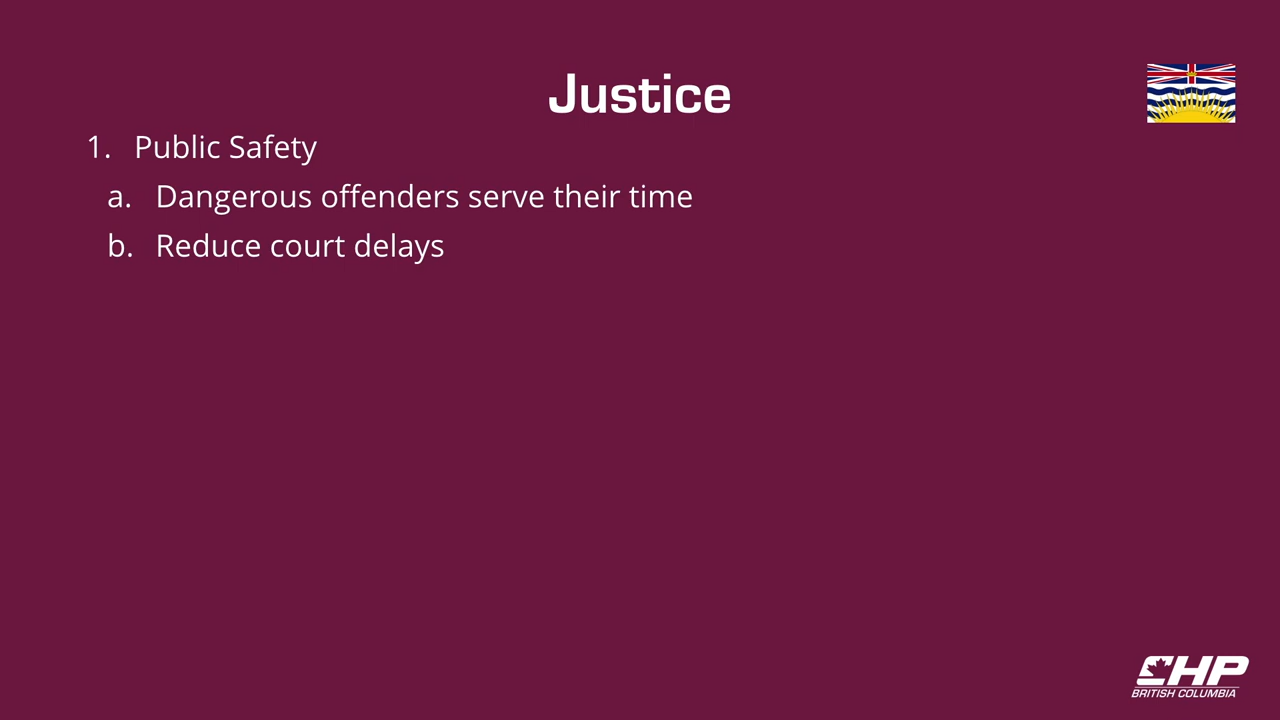 Justice
1. Public Safety
a. Dangerous offenders serve their time
b. Reduce court delays
CHP
BRITISH COLUMBIA